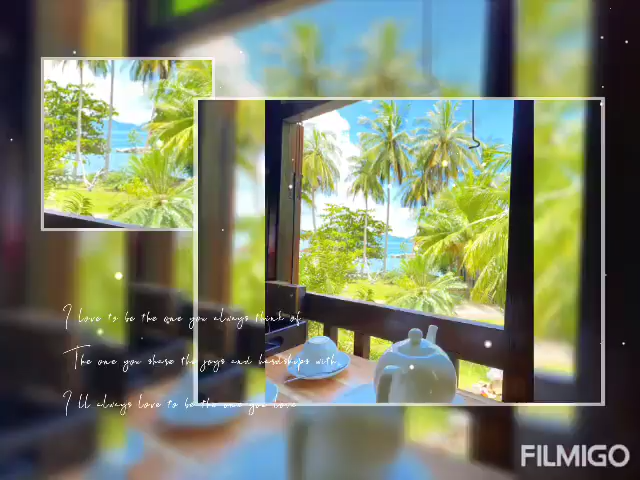 I love to be the one you always think of
The one you share the joys and hardships with
I'll always love to be the one you love
FILMIGO